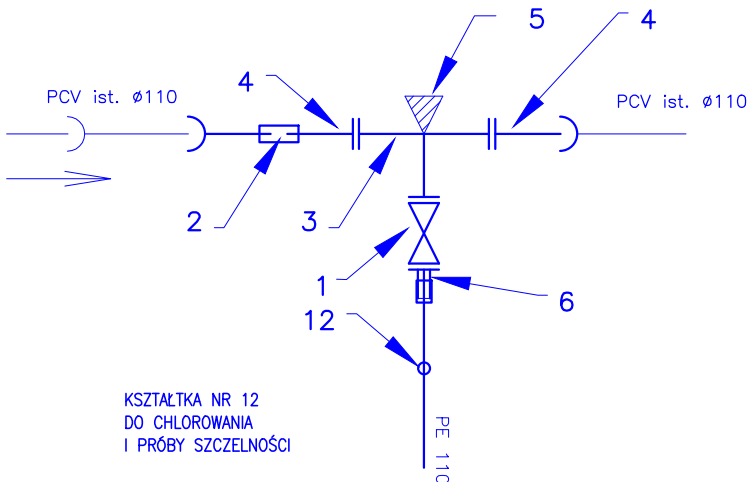 5
4
4
PCV ist. ø110
PCV ist. ø110
2
3
1
6
12
KSZTAŁTKA NR 12
DO CHLOROWANIA
I PRÓBY SZCZELNOŚCI
PE 110